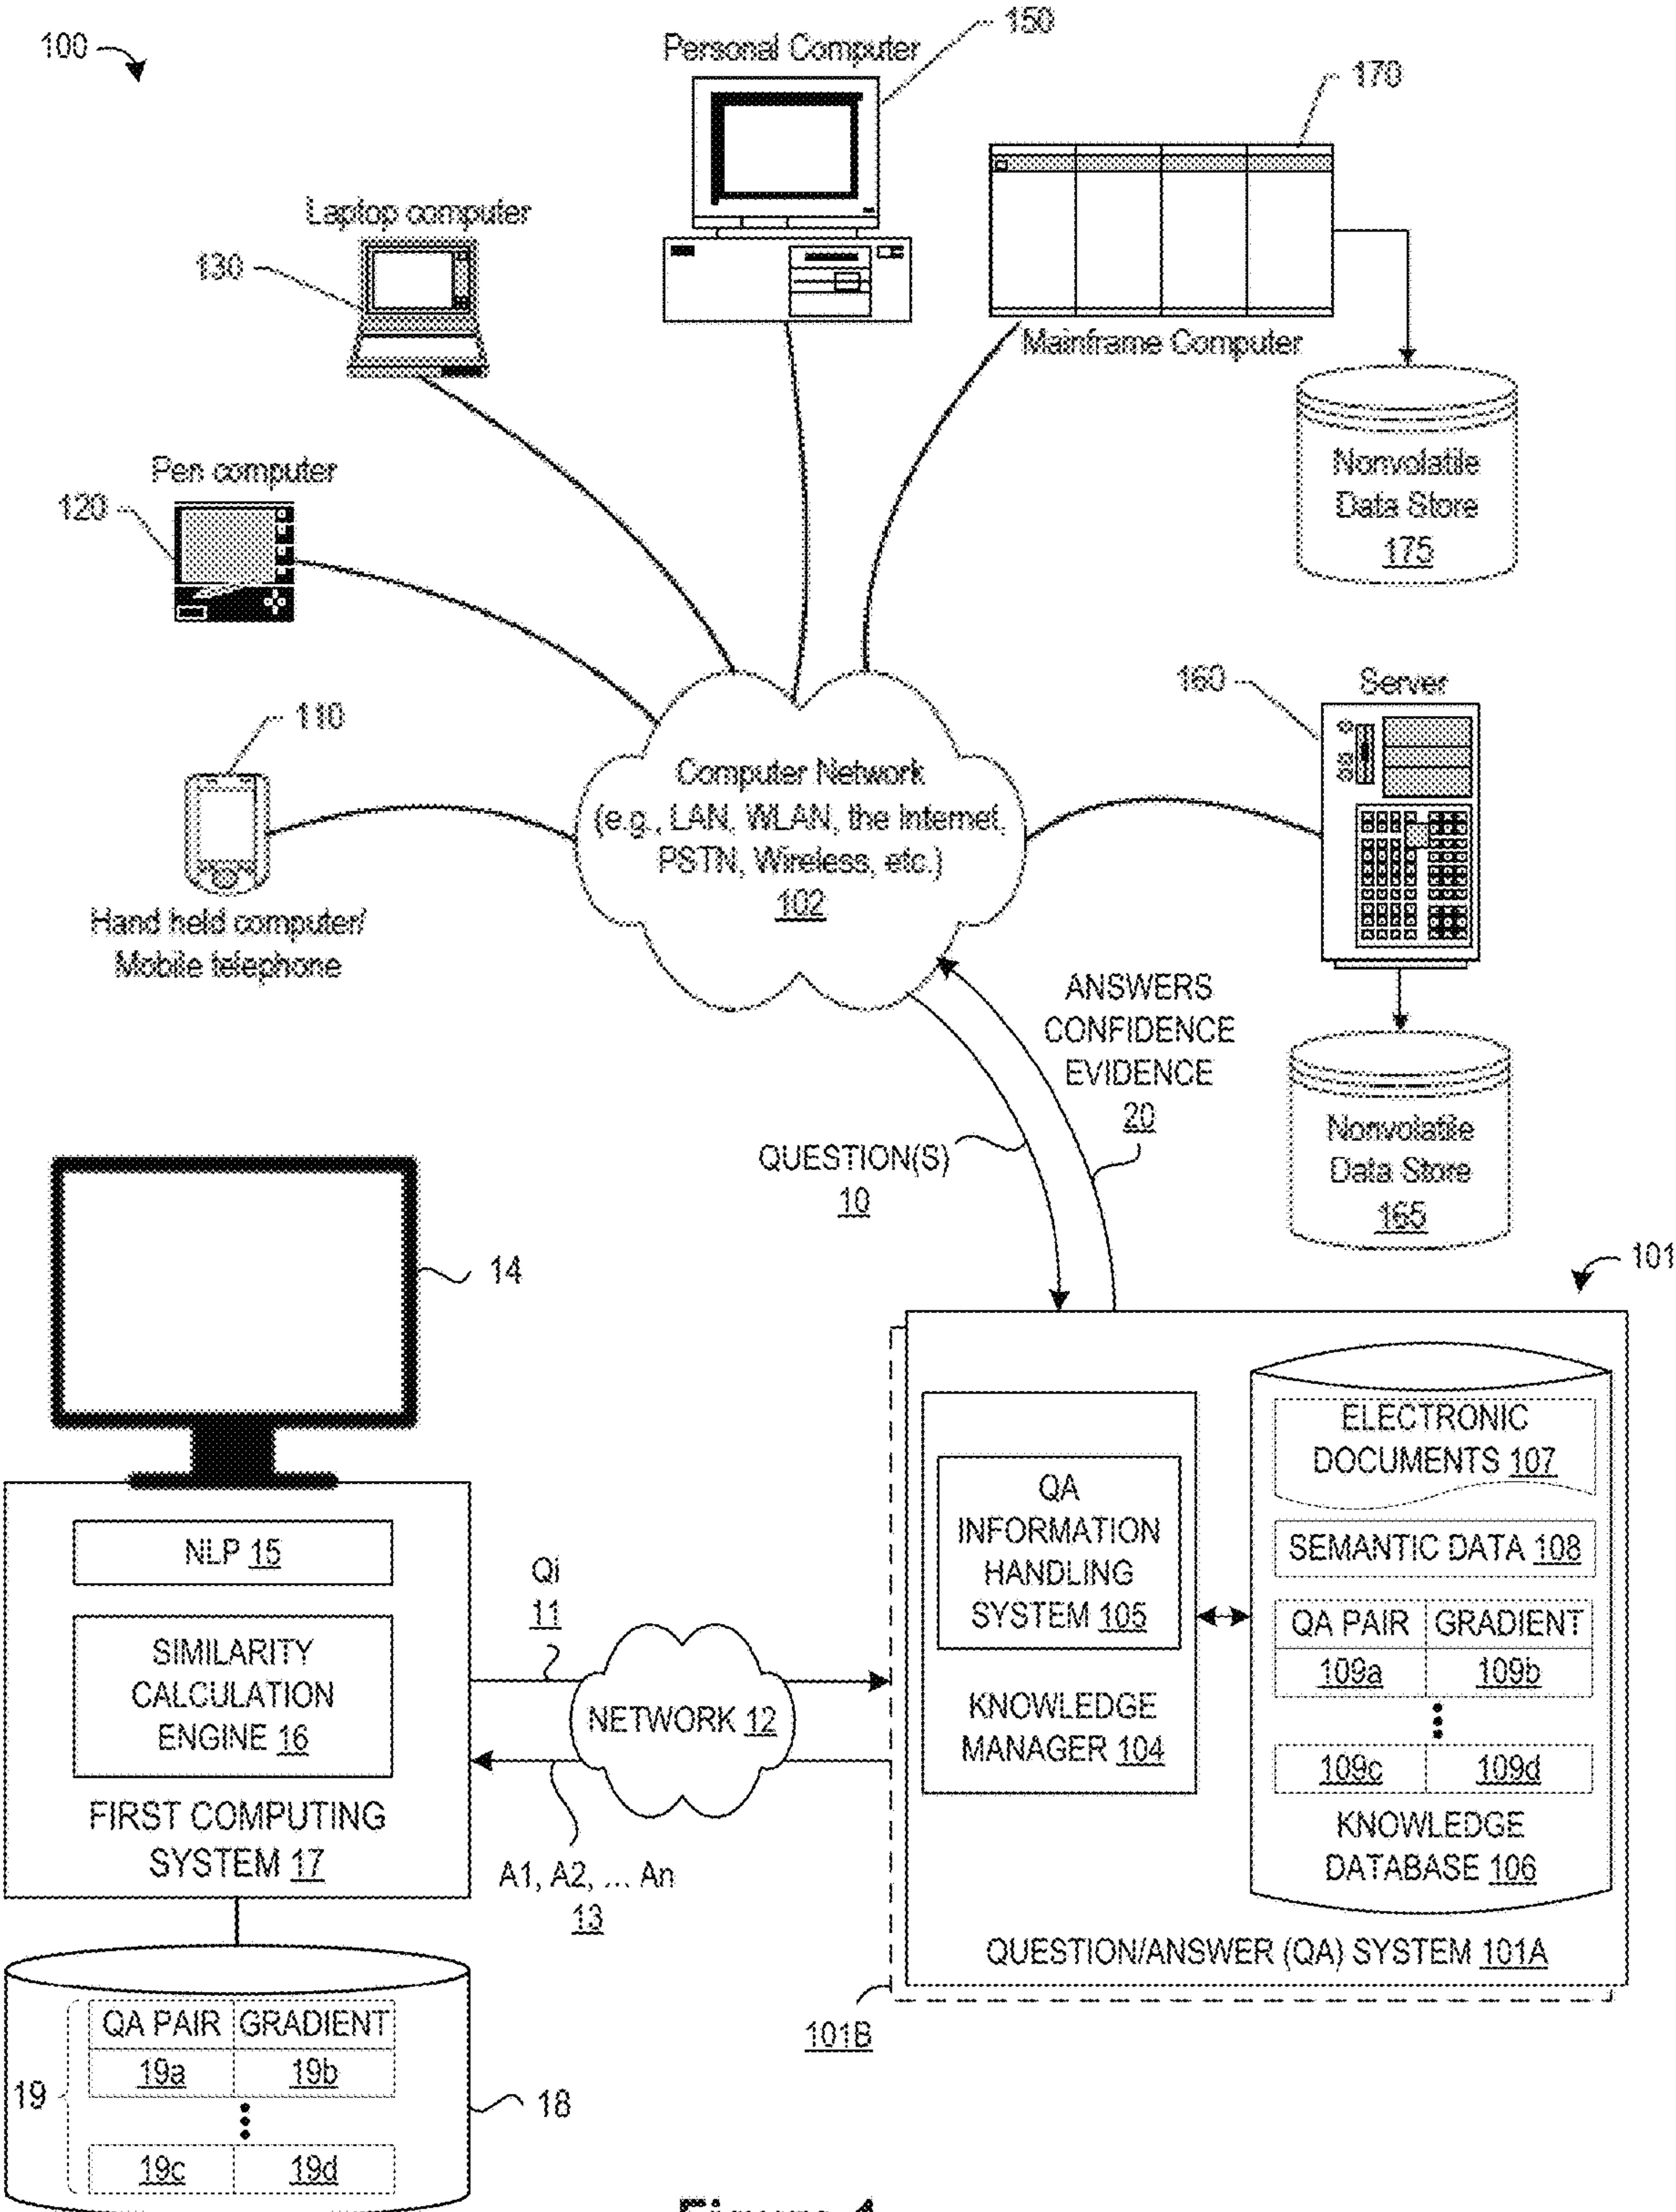 100
Personal Computer
150
170
Laptop computer
130
Mainframe Computer
Nonvolatile
Data Store
175
Pen computer
120
110
Hand held computer/
Mobile telephone
Computer Network
(e.g., LAN, WLAN, the Internet,
PSTN, Wireless, etc.)
102
160
Server
Nonvolatile
Data Store
165
ANSWERS
CONFIDENCE
EVIDENCE
20
QUESTION(S)
10
14
101
NLP 15
SIMILARITY
CALCULATION
ENGINE 16
FIRST COMPUTING
SYSTEM 17
Qi
11
NETWORK 12
A1, A2, ... An
13
QA
INFORMATION
HANDLING
SYSTEM 105
KNOWLEDGE
MANAGER 104
ELECTRONIC
DOCUMENTS 107
SEMANTIC DATA 108
QA PAIR GRADIENT
109a 109b
109c 109d
KNOWLEDGE
DATABASE 106
QUESTION/ANSWER (QA) SYSTEM 101A
101B
19
QA PAIR GRADIENT
19a 19b
19c 19d
18
Figure 1